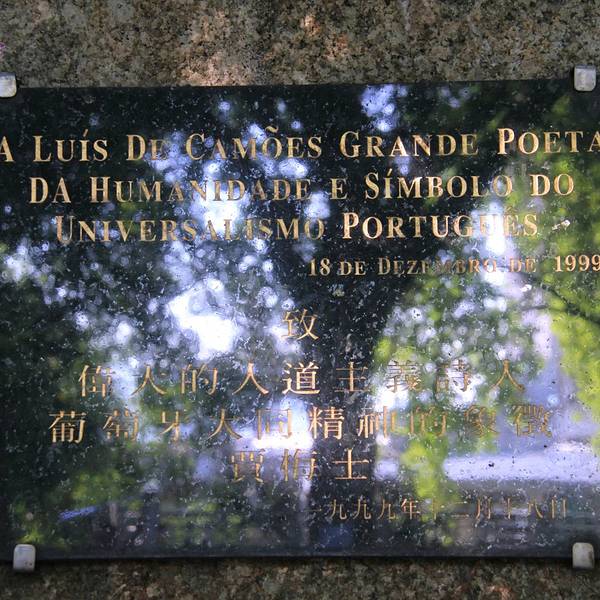 A LUÍS DE CAMÕES GRANDE POETA
DA HUMANIDADE E SÍMBOLO DO
UNIVERSALISMO PORTUGUÊS
18 DE DEZEMBRO DE 1999
致
偉大的人道主義詩人
葡萄牙大同精神的象徵
賈梅士
一九九九年十二月十八日